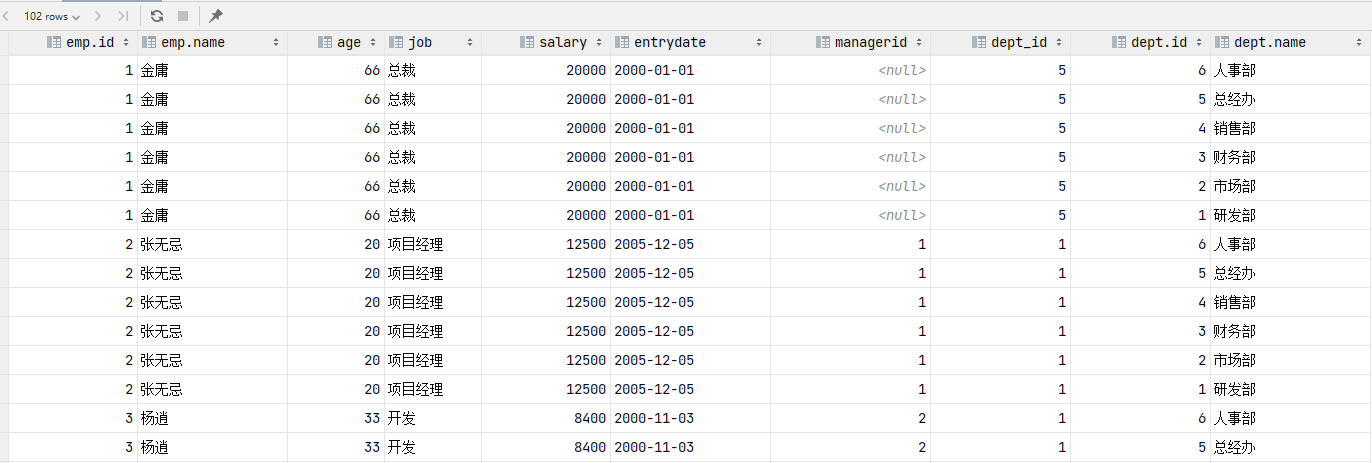 102 rows
emp.id emp.name age job salary entrydate managerid dept_id dept.id dept.name
1 金庸 66 总裁 20000 2000-01-01 <null> 5 6 人事部
1 金庸 66 总裁 20000 2000-01-01 <null> 5 5 总经办
1 金庸 66 总裁 20000 2000-01-01 <null> 5 4 销售部
1 金庸 66 总裁 20000 2000-01-01 <null> 5 3 财务部
1 金庸 66 总裁 20000 2000-01-01 <null> 5 2 市场部
1 金庸 66 总裁 20000 2000-01-01 <null> 5 1 研发部
2 张无忌 20 项目经理 12500 2005-12-05 1 1 6 人事部
2 张无忌 20 项目经理 12500 2005-12-05 1 1 5 总经办
2 张无忌 20 项目经理 12500 2005-12-05 1 1 4 销售部
2 张无忌 20 项目经理 12500 2005-12-05 1 1 3 财务部
2 张无忌 20 项目经理 12500 2005-12-05 1 1 2 市场部
2 张无忌 20 项目经理 12500 2005-12-05 1 1 1 研发部
3 杨逍 33 开发 8400 2000-11-03 2 1 6 人事部
3 杨逍 33 开发 8400 2000-11-03 2 1 5 总经办